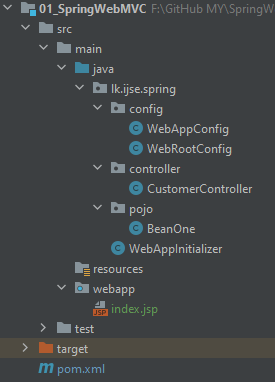 01_SpringWebMVC F:\GitHub MY\SpringW
src
main
java
lk.ijse.spring
config
WebAppConfig
WebRootConfig
controller
CustomerController
pojo
BeanOne
WebAppInitializer
resources
webapp
index.jsp
test
target
pom.xml